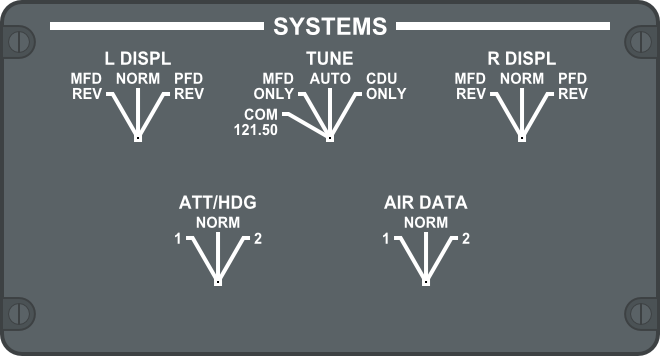 SYSTEMS
L DISPL
MFD REV NORM PFD REV
TUNE
MFD ONLY AUTO CDU ONLY
COM 121.50
R DISPL
MFD REV NORM PFD REV
ATT/HDG
NORM
1 2
AIR DATA
NORM
1 2